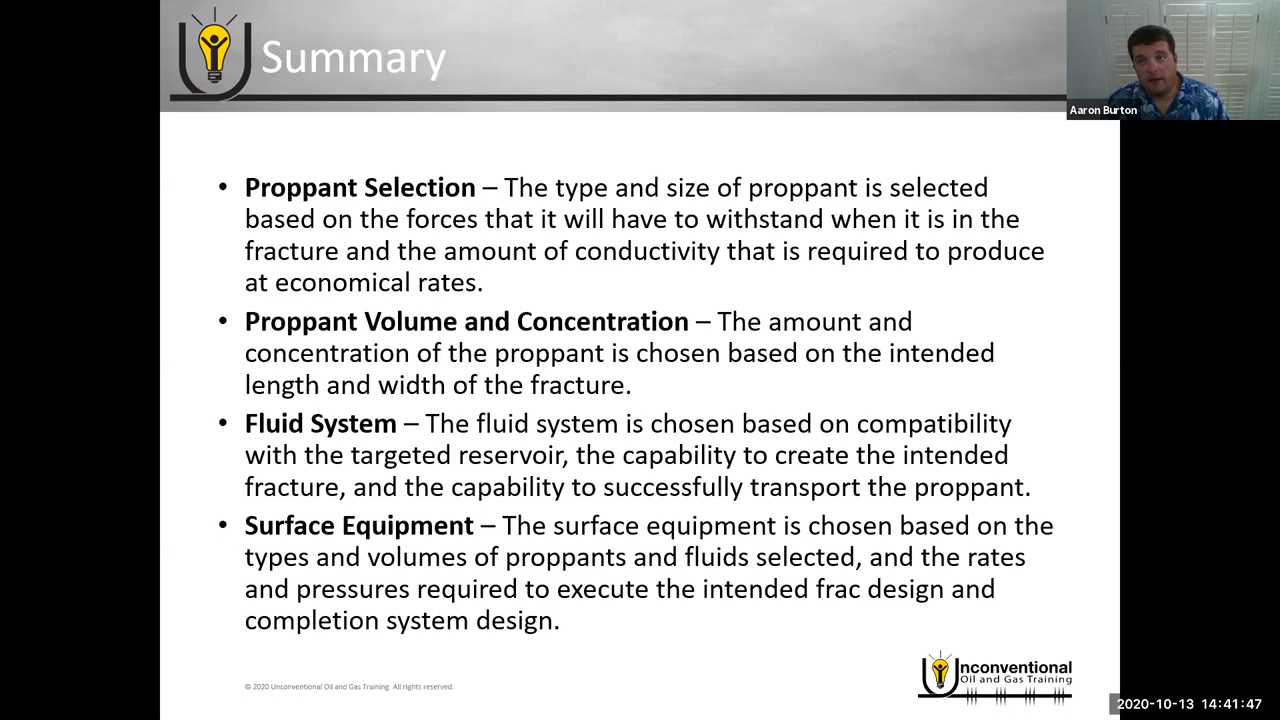 Summary
Aaron Burton
• Proppant Selection – The type and size of proppant is selected
based on the forces that it will have to withstand when it is in the
fracture and the amount of conductivity that is required to produce
at economical rates.
• Proppant Volume and Concentration – The amount and
concentration of the proppant is chosen based on the intended
length and width of the fracture.
• Fluid System – The fluid system is chosen based on compatibility
with the targeted reservoir, the capability to create the intended
fracture, and the capability to successfully transport the proppant.
• Surface Equipment – The surface equipment is chosen based on the
types and volumes of proppants and fluids selected, and the rates
and pressures required to execute the intended frac design and
completion system design.
© 2020 Unconventional Oil and Gas Training. All rights reserved.
Unconventional
Oil and Gas Training
2020-10-13 14:41:47